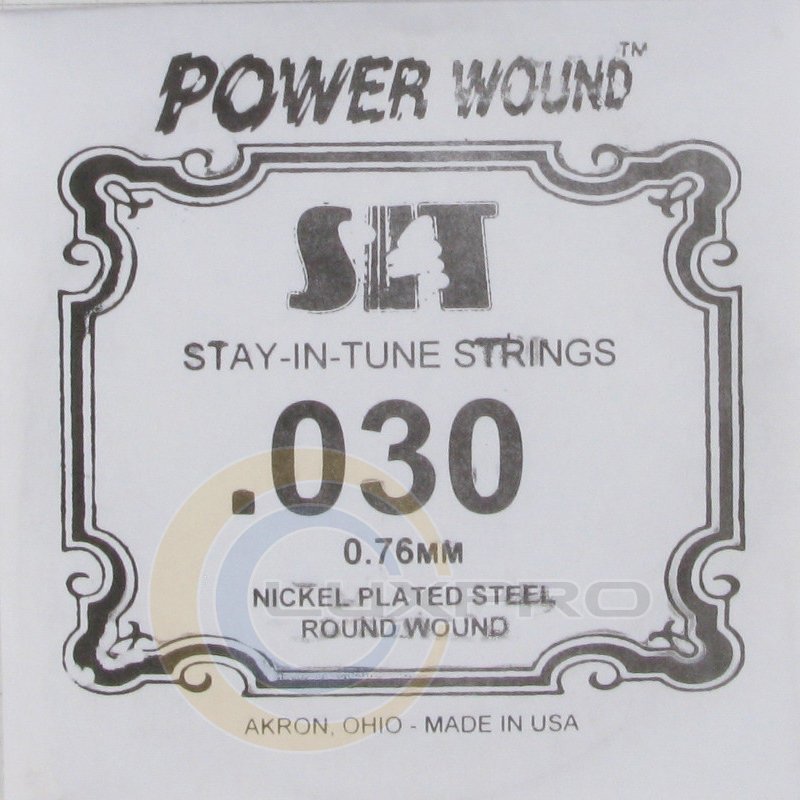 POWER WOUND™
SIT
STAY-IN-TUNE STRINGS
.030
0.76MM
NICKEL PLATED STEEL
LUXPRO
ROUND WOUND
AKRON, OHIO - MADE IN USA